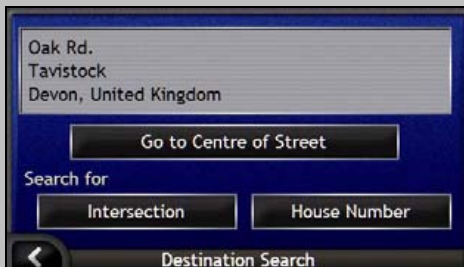 Oak Rd.
Tavistock
Devon, United Kingdom
Go to Centre of Street
Search for
Intersection
House Number
Destination Search